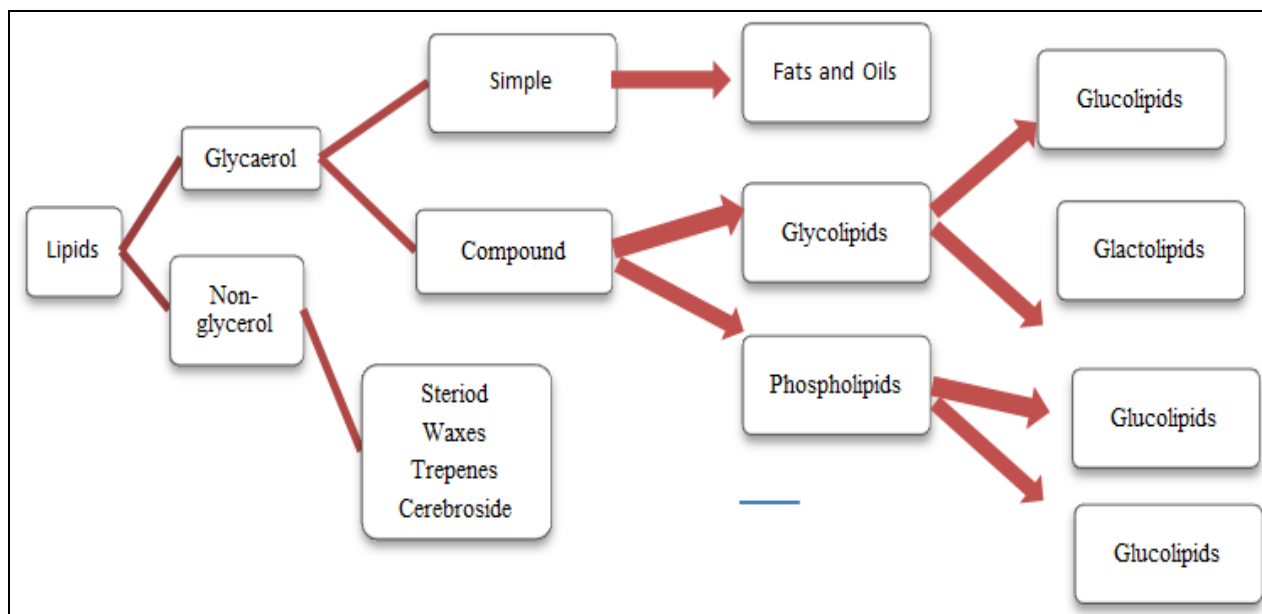 Lipids
Glycaerol
Non-
glycerol
Simple
Compound
Steriod
Waxes
Trepenes
Cerebroside
Fats and Oils
Glycolipids
Phospholipids
Glucolipids
Glactolipids
Glucolipids
Glucolipids